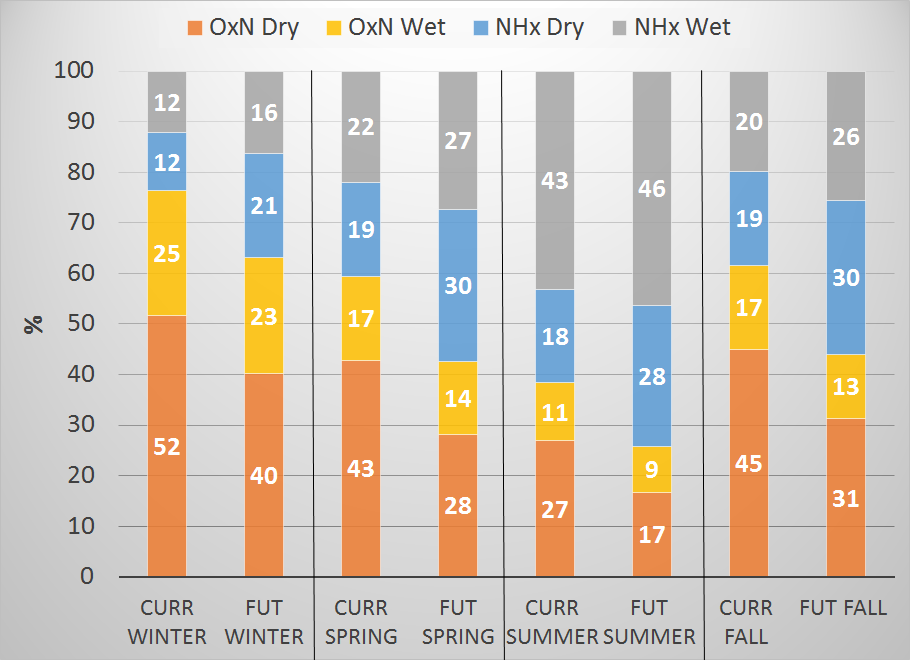 OxN Dry OxN Wet NHx Dry NHx Wet
100
90
80
70
60
50
40
30
20
10
0
%
12
12
25
52
16
21
23
40
22
19
17
43
27
30
14
28
43
18
11
27
46
28
9
17
20
19
17
45
26
30
13
31
CURR
WINTER
FUT
WINTER
CURR
SPRING
FUT
SPRING
CURR
SUMMER
FUT
SUMMER
CURR
FALL
FUT FALL